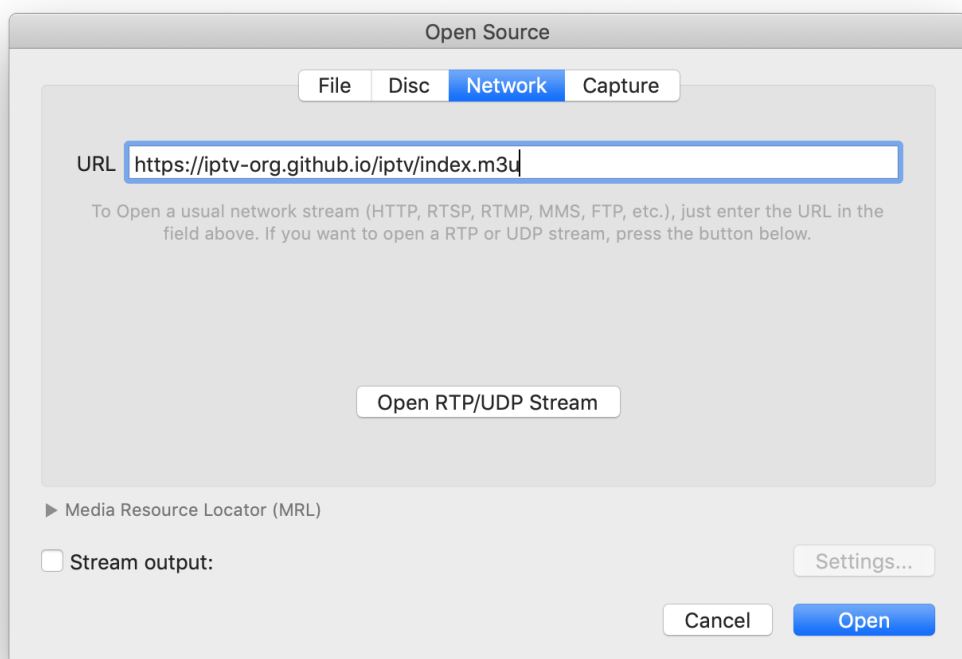 Open Source
File Disc Network Capture
URL https://iptv-org.github.io/iptv/index.m3u
To Open a usual network stream (HTTP, RTSP, RTMP, MMS, FTP, etc.), just enter the URL in the
field above. If you want to open a RTP or UDP stream, press the button below.
Open RTP/UDP Stream
Media Resource Locator (MRL)
Stream output:
Settings...
Cancel Open